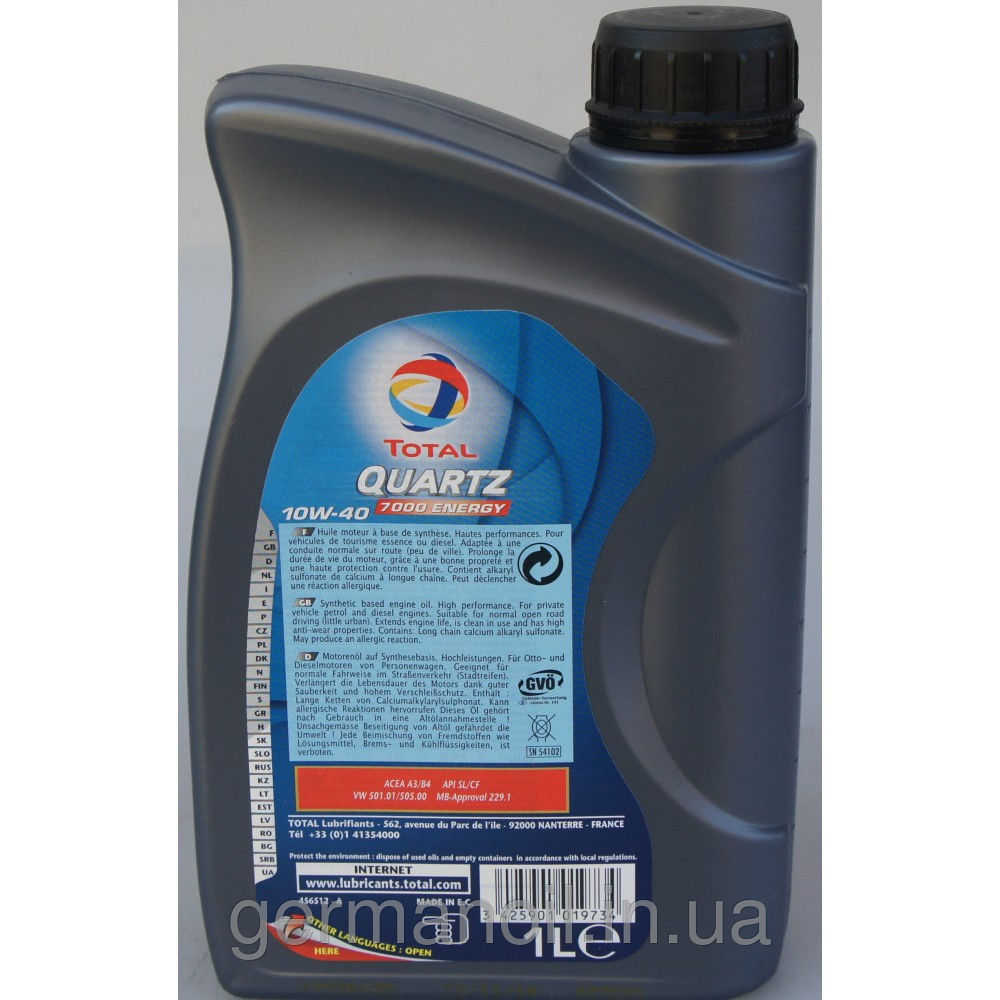 TOTAL
QUARTZ
10W-40 7000 ENERGY
F Huile moteur à base de synthèse. Hautes performances. Pour
véhicules de tourisme essence ou diesel. Adaptée à une
conduite normale sur route (peu de ville). Prolonge la
durée de vie du moteur, grâce à une bonne propreté et
une haute protection contre l'usure. Contient alkaryl
sulfonate de calcium à longue chaîne. Peut déclencher
une réaction allergique.
GB Synthetic based engine oil. High performance. For private
vehicle petrol and diesel engines. Suitable for normal open road
driving (little urban). Extends engine life, is clean in use and has high
anti-wear properties. Contains: Long chain calcium alkaryl sulfonate.
May produce an allergic reaction.
D Motorenöl auf Synthesebasis. Hochleistungen. Für Otto- und
Dieselmotoren von Personenwagen. Geeignet für
normale Fahrweise im Straßenverkehr (Stadtreifen).
Verlängert die Lebensdauer des Motors dank guter
Sauberkeit und hohem Verschleißschutz. Enthält :
Lange Ketten von Calciumalkylarylsulphonat. Kann
allergische Reaktionen hervorrufen Dieses Öl gehört
nach Gebrauch in eine Altölannahmestelle !
Unsachgemässe Beseitigung von Altöl gefährdet die
Umwelt ! Jede Beimischung von Fremdstoffen wie
Lösungsmittel, Brems- und Kühlflüssigkeiten, ist
verboten.
GVÖ
SN 54102
F
GB
D
NL
I
E
P
CZ
PL
DK
N
FIN
S
GR
H
SK
SLO
RUS
KZ
LT
EST
LV
RO
BG
SRB
UA
ACEA A3/B4 API SL/CF
VW 501.01/505.00 MB-Approval 229.1
TOTAL Lubrifiants - 562, avenue du Parc de l'île - 92000 NANTERRE - FRANCE
Tél +33 (0)1 41354000
Protect the environment : dispose of used oils and empty containers in accordance with local regulations.
INTERNET
www.lubricants.total.com
456512 - A MADE IN E.C
3 425901 019734
OTHER LANGUAGES : OPEN
HERE
1L e
germanoil.in.ua